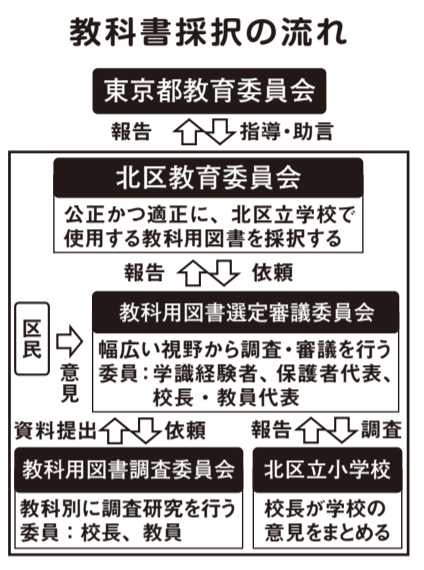 教科書採択の流れ
東京都教育委員会
報告
指導・助言
北区教育委員会
公正かつ適正に、北区立学校で
使用する教科用図書を採択する
報告
依頼
区民
意見
教科用図書選定審議委員会
幅広い視野から調査・審議を行う
委員：学識経験者、保護者代表、
校長・教員代表
資料提出
依頼
報告
調査
教科用図書調査委員会
教科別に調査研究を行う
委員：校長、教員
北区立小学校
校長が学校の
意見をまとめる